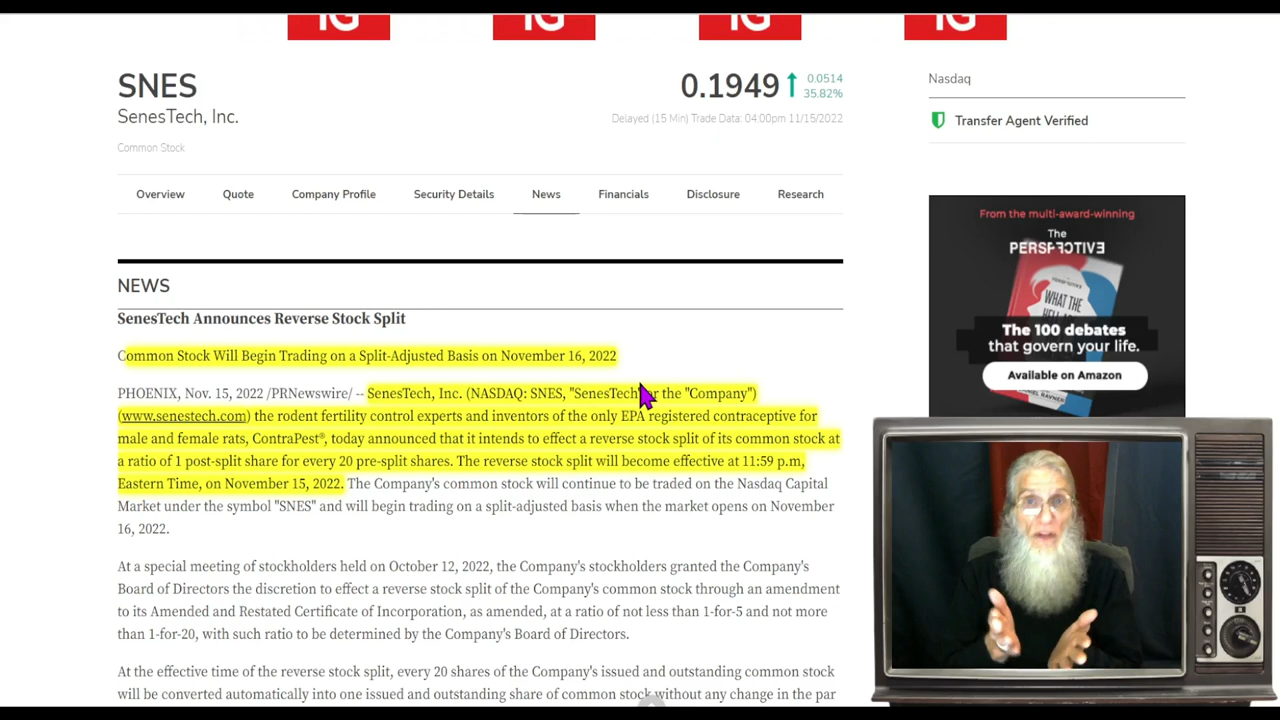 IG IG IG IG
SNES
SenesTech, Inc.
Common Stock
0.1949 0.0514
35.82%
Delayed (15 Min) Trade Data: 04:00pm 11/15/2022
Overview Quote Company Profile Security Details News Financials Disclosure Research
NEWS
SenesTech Announces Reverse Stock Split
Common Stock Will Begin Trading on a Split-Adjusted Basis on November 16, 2022
PHOENIX, Nov. 15, 2022 /PRNewswire/ -- SenesTech, Inc. (NASDAQ: SNES, "SenesTech" or the "Company")
(www.senestech.com) the rodent fertility control experts and inventors of the only EPA registered contraceptive for
male and female rats, ContraPest®, today announced that it intends to effect a reverse stock split of its common stock at
a ratio of 1 post-split share for every 20 pre-split shares. The reverse stock split will become effective at 11:59 p.m,
Eastern Time, on November 15, 2022. The Company's common stock will continue to be traded on the Nasdaq Capital
Market under the symbol "SNES" and will begin trading on a split-adjusted basis when the market opens on November
16, 2022.
At a special meeting of stockholders held on October 12, 2022, the Company's stockholders granted the Company's
Board of Directors the discretion to effect a reverse stock split of the Company's common stock through an amendment
to its Amended and Restated Certificate of Incorporation, as amended, at a ratio of not less than 1-for-5 and not more
than 1-for-20, with such ratio to be determined by the Company's Board of Directors.
At the effective time of the reverse stock split, every 20 shares of the Company's issued and outstanding common stock
will be converted automatically into one issued and outstanding share of common stock without any change in the par
Nasdaq
Transfer Agent Verified
From the multi-award-winning
The
PERSPECTIVE
WHAT
THE
The 100 debates
that govern your life.
Available on Amazon